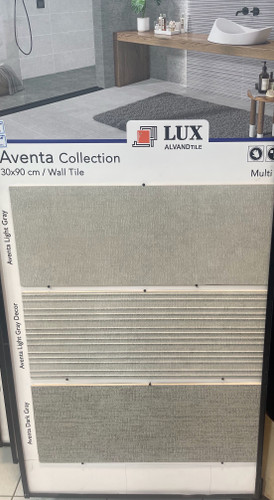 LUX
ALVANDTILE
Aventa Collection
30x90 cm / Wall Tile
Multi
Aventa Light Gray
Aventa Light Gray Decor
Aventa Dark Gray